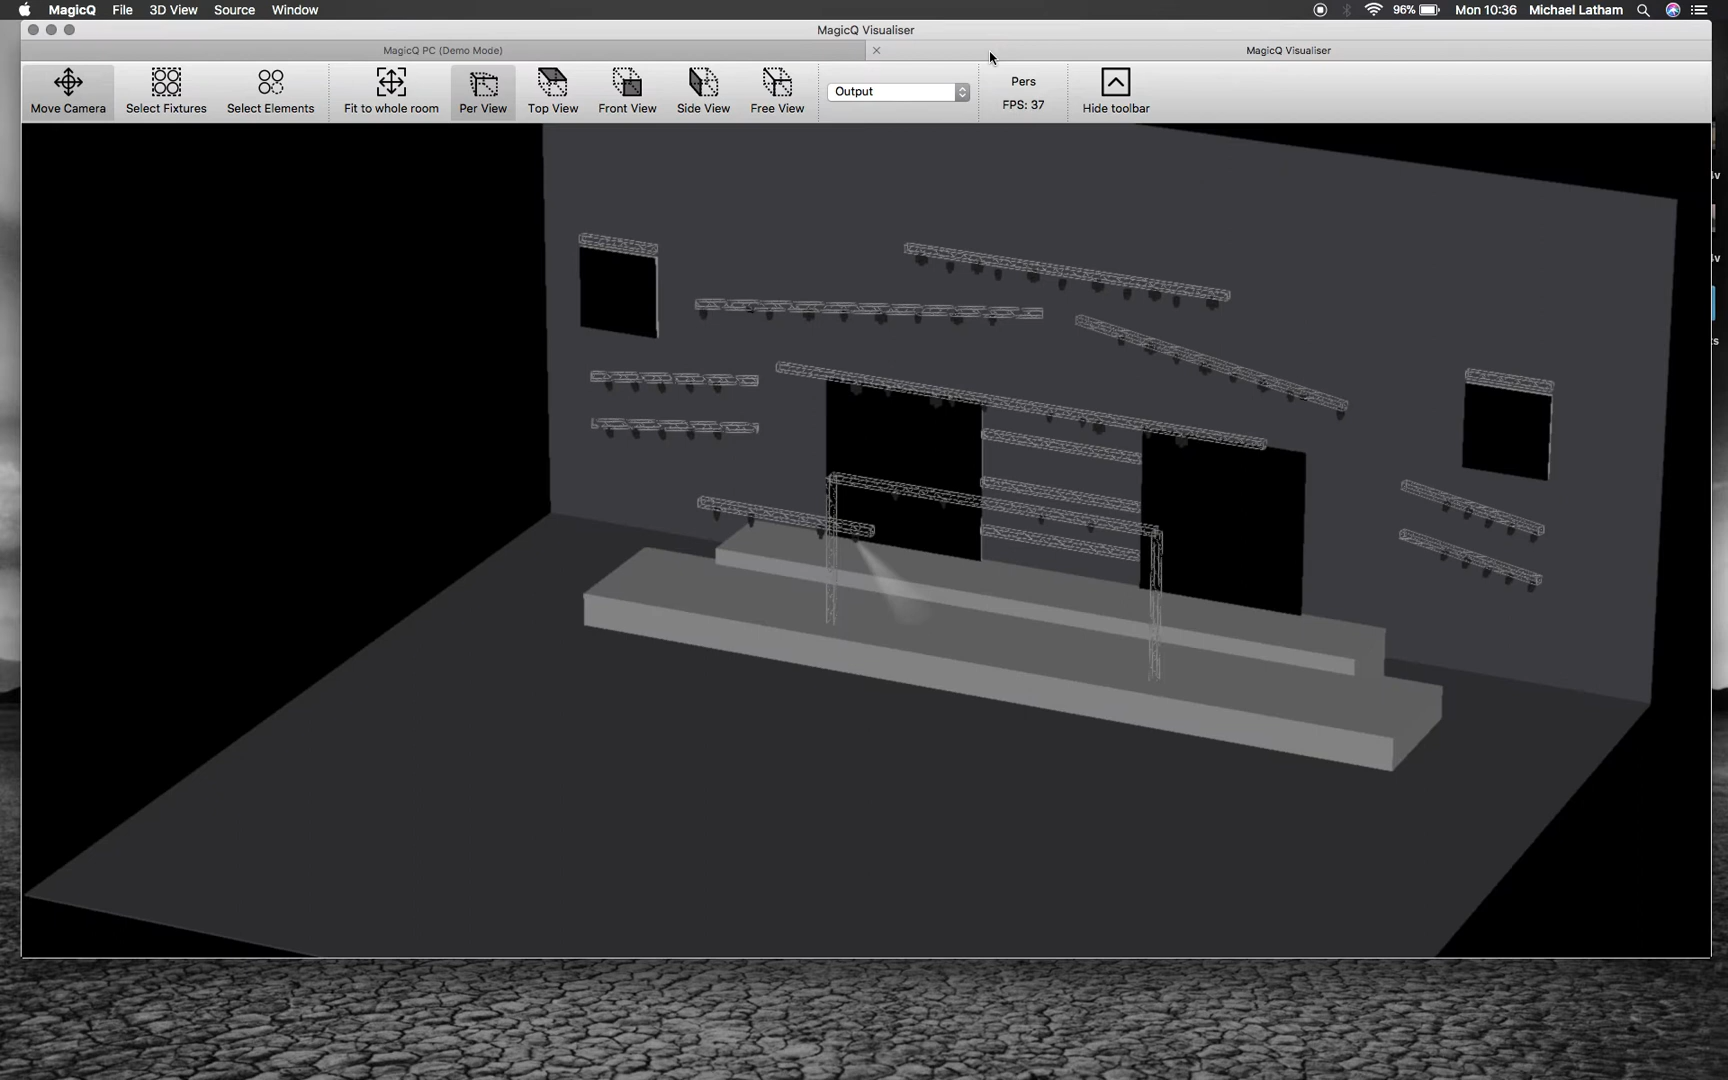 MagicQ File 3D View Source Window 96% Mon 10:36 Michael Latham
MagicQ Visualiser
MagicQ PC (Demo Mode) MagicQ Visualiser
Move Camera Select Fixtures Select Elements Fit to whole room Per View Top View Front View Side View Free View Output Pers
FPS: 37 Hide toolbar